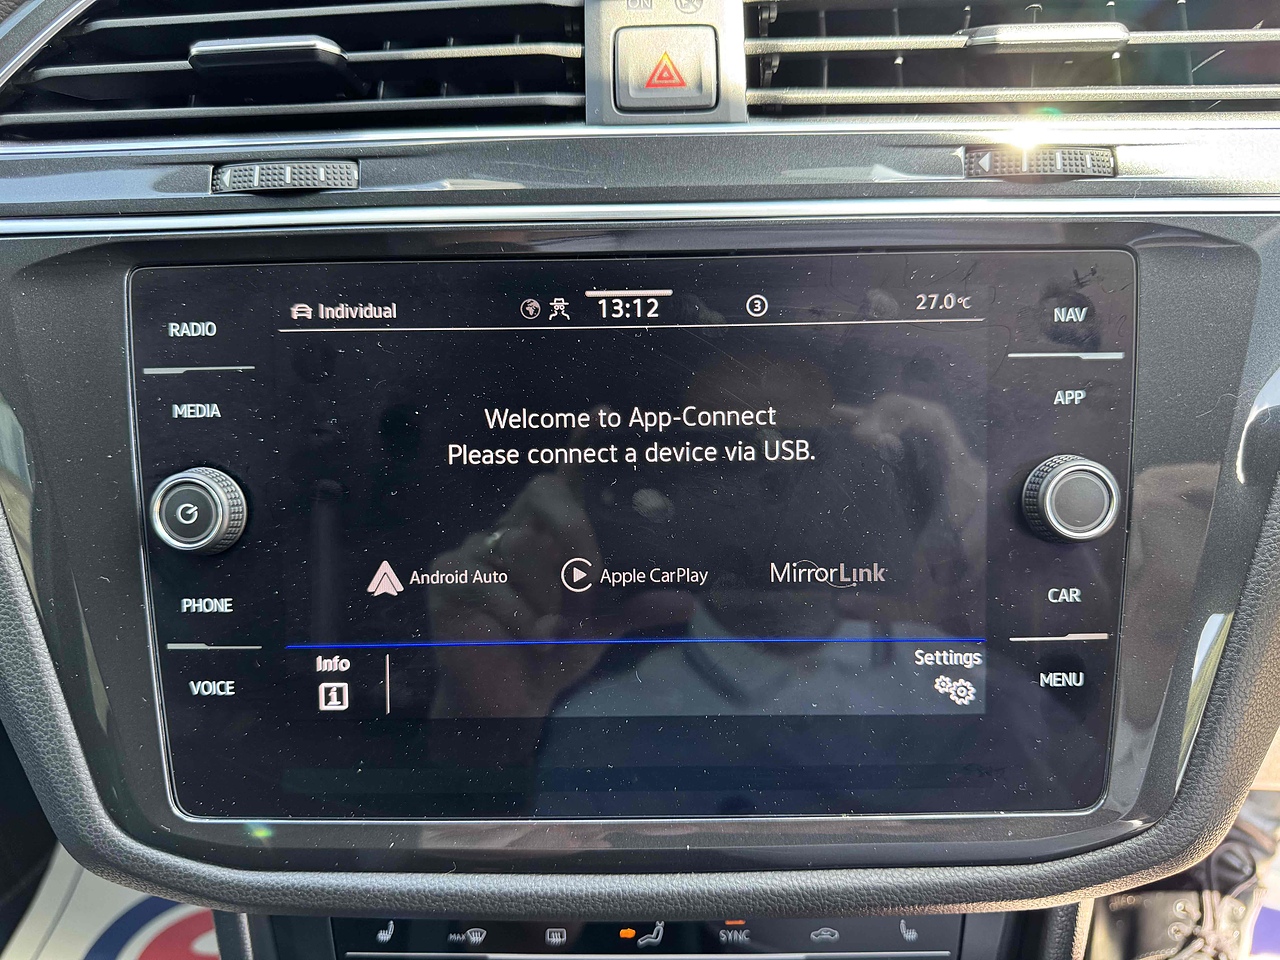 Individual
13:12
3
27.0°C
RADIO
MEDIA
PHONE
VOICE
NAV
APP
CAR
MENU
Welcome to App-Connect
Please connect a device via USB.
Android Auto
Apple CarPlay
MirrorLink
Info
i
Settings
MAX
SYNC